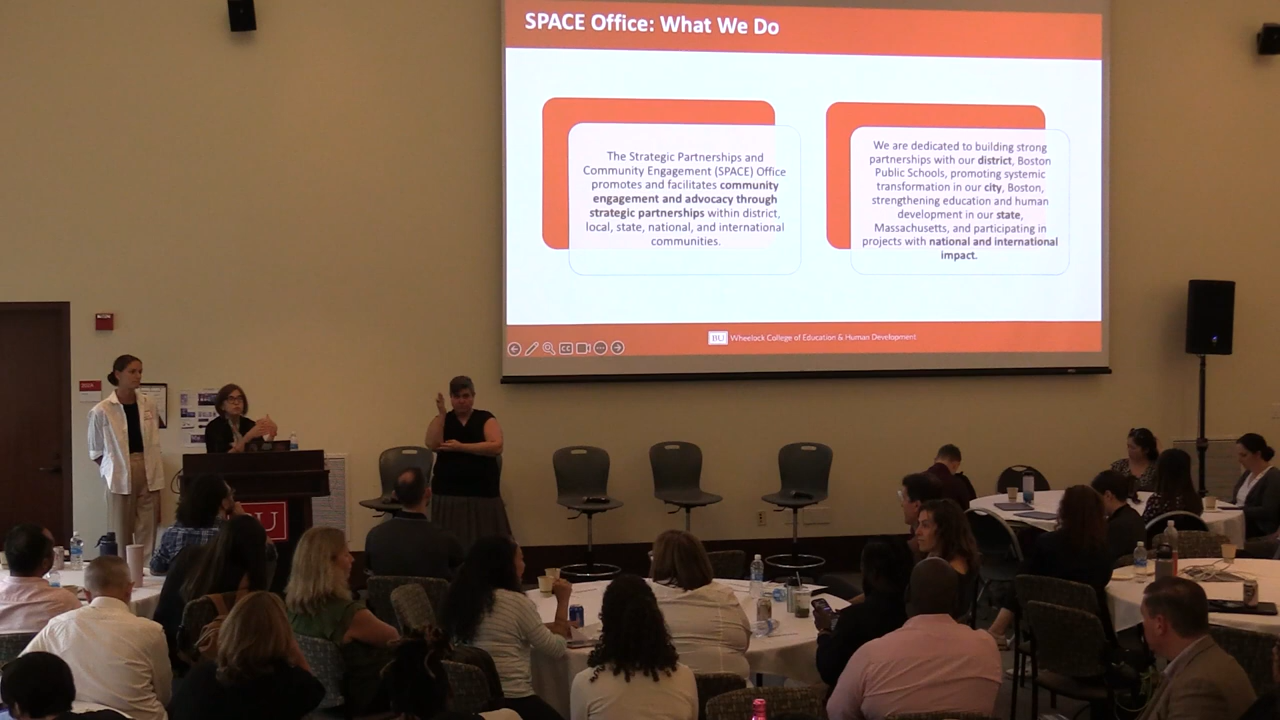 SPACE Office: What We Do
The Strategic Partnerships and
Community Engagement (SPACE) Office
promotes and facilitates community
engagement and advocacy through
strategic partnerships within district,
local, state, national, and international
communities.
We are dedicated to building strong
partnerships with our district, Boston
Public Schools, promoting systemic
transformation in our city, Boston,
strengthening education and human
development in our state,
Massachusetts, and participating in
projects with national and international
impact.
BU Wheelock College of Education & Human Development
CC